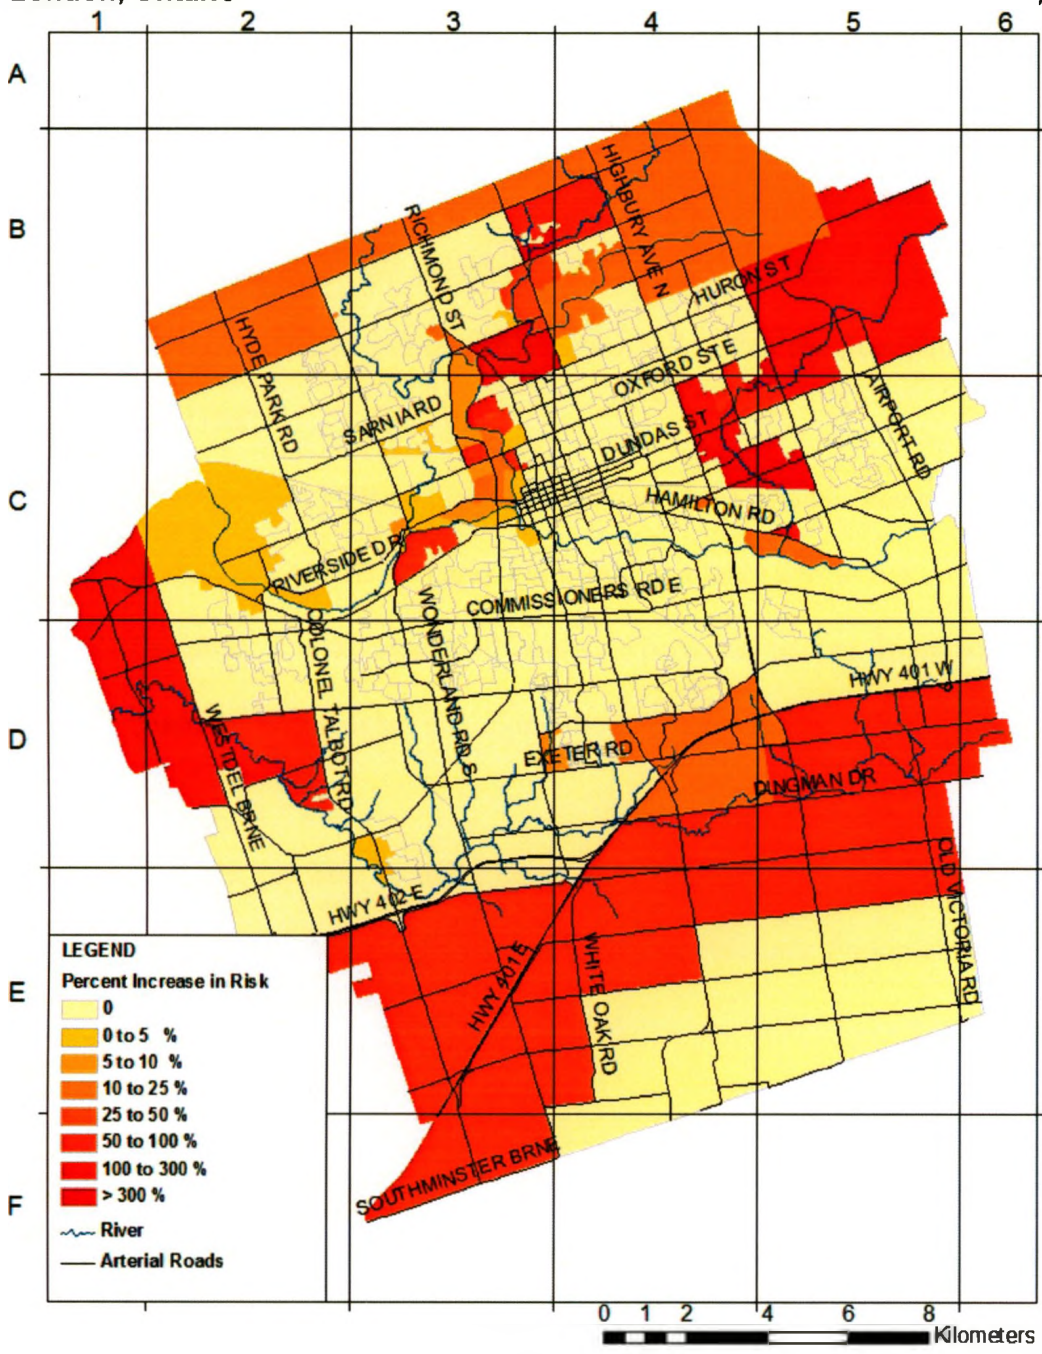 1 2 3 4 5 6
A
B
C
D
E
F
HIGHBURY AVE N
RICHMOND ST
HURON ST
HYDE PARK RD
OXFORD ST E
AIRPORT RD
SARNIA RD
DUNDAS ST
HAMILTON RD
RIVERSIDE DR
COMMISSIONERS RD E
WONDERLAND RD S
COLONEL TALBOT RD
HWY 401 W
WESTDEL BRNE
EXETER RD
DINGMAN DR
OLD VICTORIA RD
HWY 402 E
HWY 401 E
WHITE OAK RD
SOUTHMINSTER BRNE
LEGEND
Percent Increase in Risk
0
0 to 5 %
5 to 10 %
10 to 25 %
25 to 50 %
50 to 100 %
100 to 300 %
> 300 %
River
Arterial Roads
0 1 2 4 6 8
Kilometers